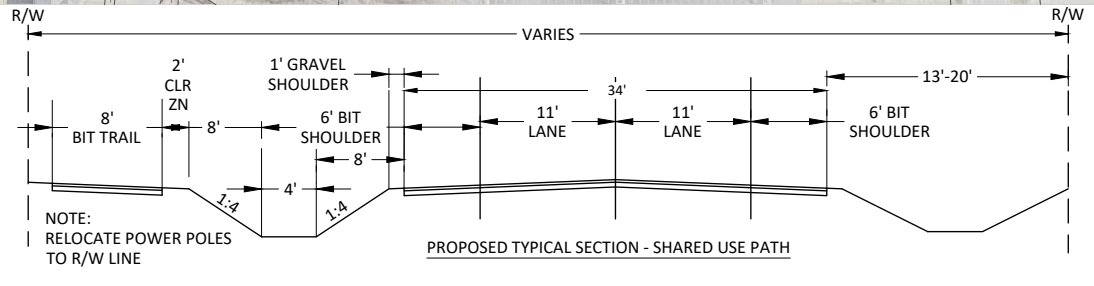 R/W
R/W
VARIES
2'
CLR
ZN
1' GRAVEL
SHOULDER
13'-20'
34'
8'
BIT TRAIL
8'
6' BIT
SHOULDER
11'
LANE
11'
LANE
6' BIT
SHOULDER
8'
4'
1:4
1:4
NOTE:
RELOCATE POWER POLES
TO R/W LINE
PROPOSED TYPICAL SECTION - SHARED USE PATH